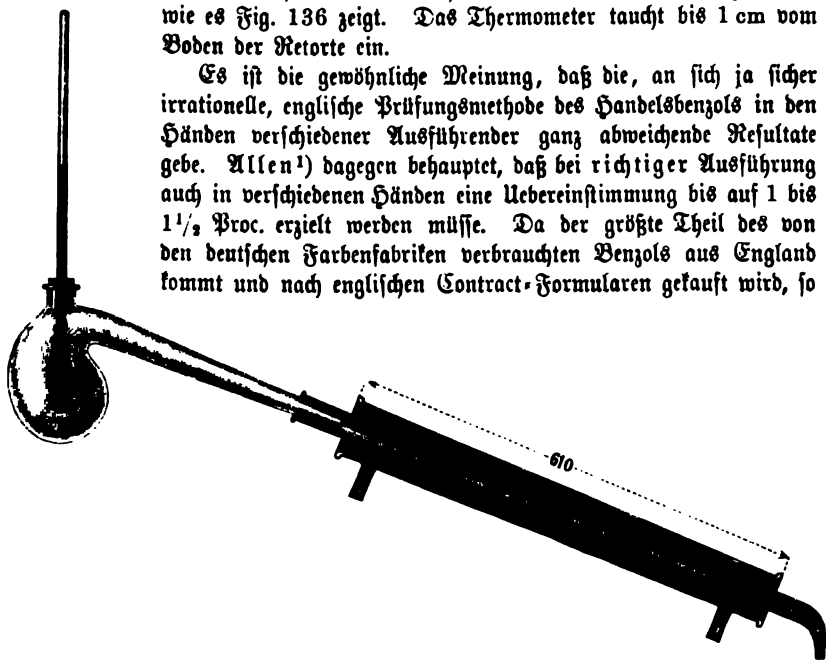 wie es Fig. 136 zeigt. Das Thermometer taucht bis 1 cm vom
Boden der Retorte ein.
Es ist die gewöhnliche Meinung, daß die, an sich ja sicher
irrationelle, englische Prüfungsmethode des Handelsbenzols in den
Händen verschiedener Ausführender ganz abweichende Resultate
gebe. Allen¹) dagegen behauptet, daß bei richtiger Ausführung
auch in verschiedenen Händen eine Uebereinstimmung bis auf 1 bis
1¹/₂ Proc. erzielt werden müsse. Da der größte Theil des von
den deutschen Farbenfabriken verbrauchten Benzols aus England
kommt und nach englischen Contract-Formularen gekauft wird, so
610